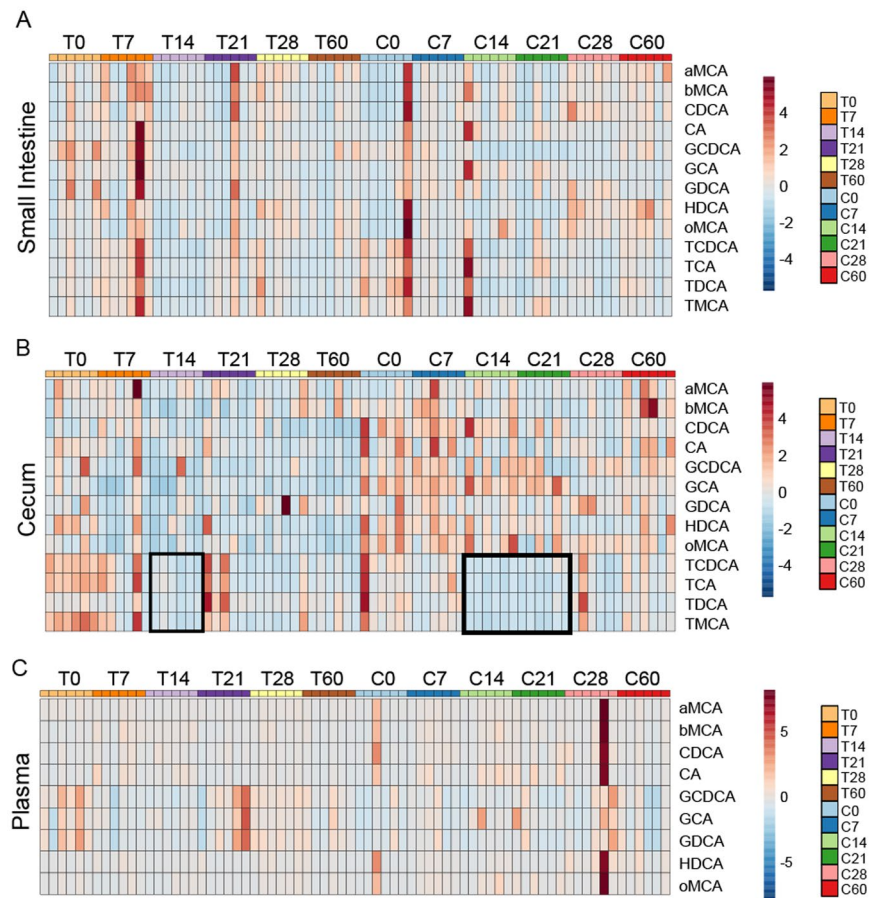 A
T0 T7 T14 T21 T28 T60 C0 C7 C14 C21 C28 C60
Small Intestine
aMCA
bMCA
CDCA
CA
GCDCA
GCA
GDCA
HDCA
oMCA
TCDCA
TCA
TDCA
TMCA
4
2
0
-2
-4
T0
T7
T14
T21
T28
T60
C0
C7
C14
C21
C28
C60
B
T0 T7 T14 T21 T28 T60 C0 C7 C14 C21 C28 C60
Cecum
aMCA
bMCA
CDCA
CA
GCDCA
GCA
GDCA
HDCA
oMCA
TCDCA
TCA
TDCA
TMCA
4
2
0
-2
-4
T0
T7
T14
T21
T28
T60
C0
C7
C14
C21
C28
C60
C
T0 T7 T14 T21 T28 T60 C0 C7 C14 C21 C28 C60
Plasma
aMCA
bMCA
CDCA
CA
GCDCA
GCA
GDCA
HDCA
oMCA
5
0
-5
T0
T7
T14
T21
T28
T60
C0
C7
C14
C21
C28
C60